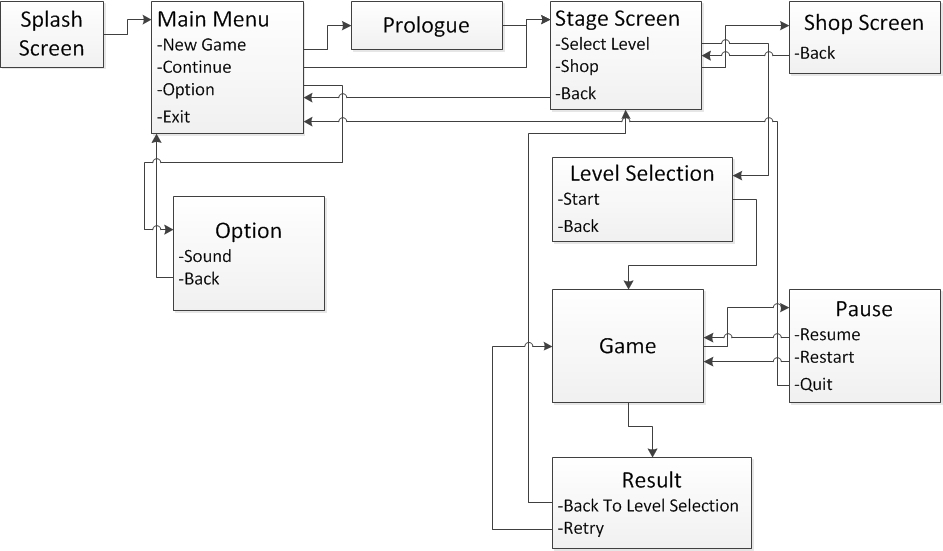 Splash
Screen
Main Menu
-New Game
-Continue
-Option
-Exit
Prologue
Stage Screen
-Select Level
-Shop
-Back
Shop Screen
-Back
Level Selection
-Start
-Back
Option
-Sound
-Back
Game
Pause
-Resume
-Restart
-Quit
Result
-Back To Level Selection
-Retry